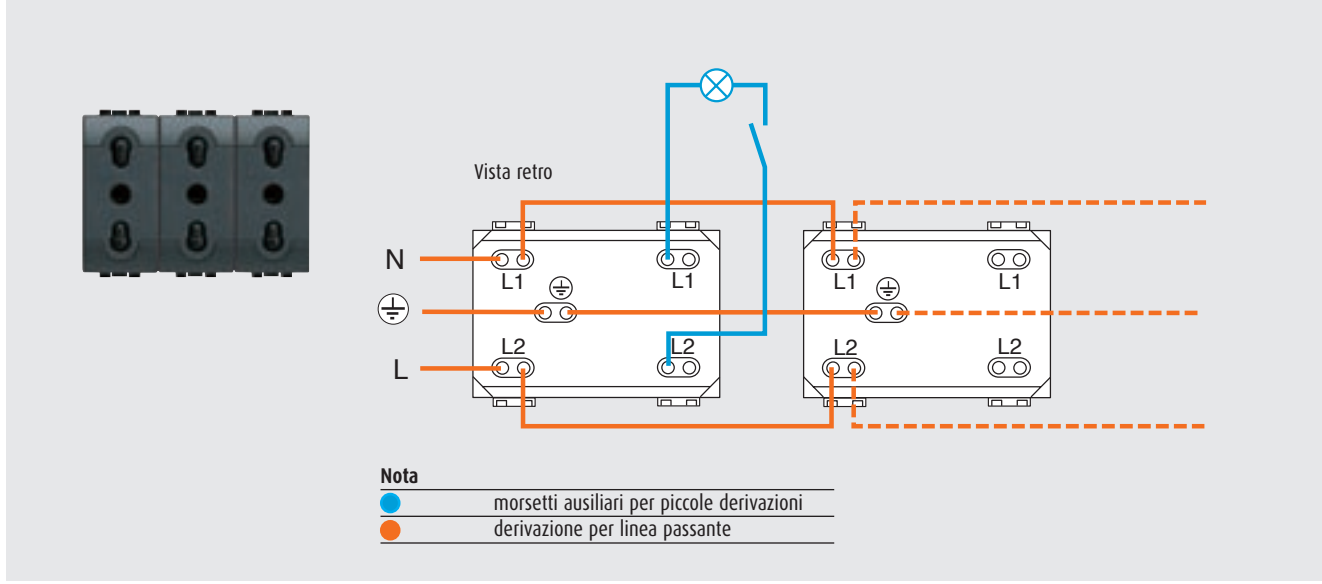 Vista retro
N
L1
L1
L1
L1
L
L2
L2
L2
L2
Nota
morsetti ausiliari per piccole derivazioni
derivazione per linea passante